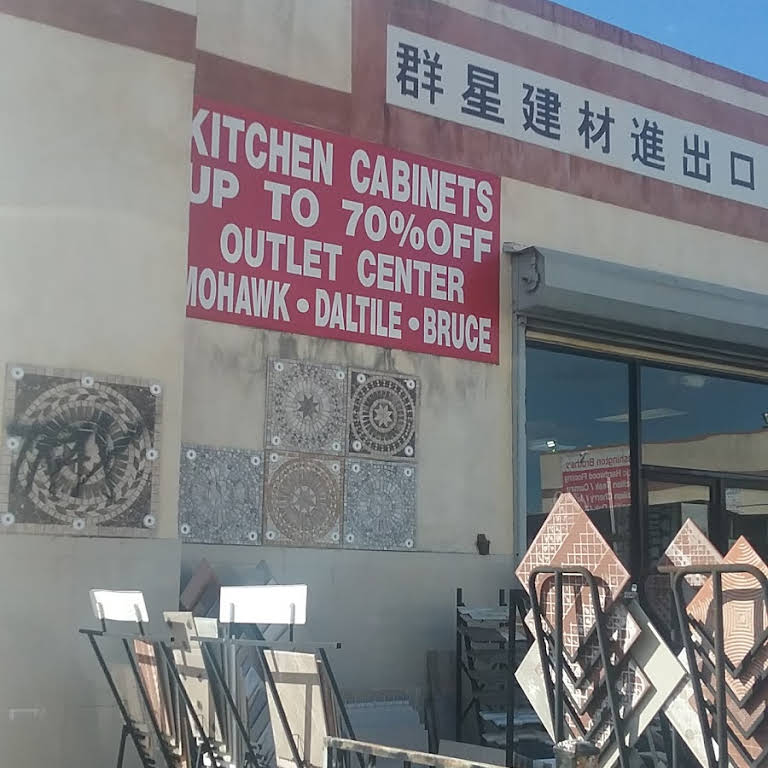 群星建材進出口
KITCHEN CABINETS
UP TO 70%OFF
OUTLET CENTER
MOHAWK • DALTILE • BRUCE